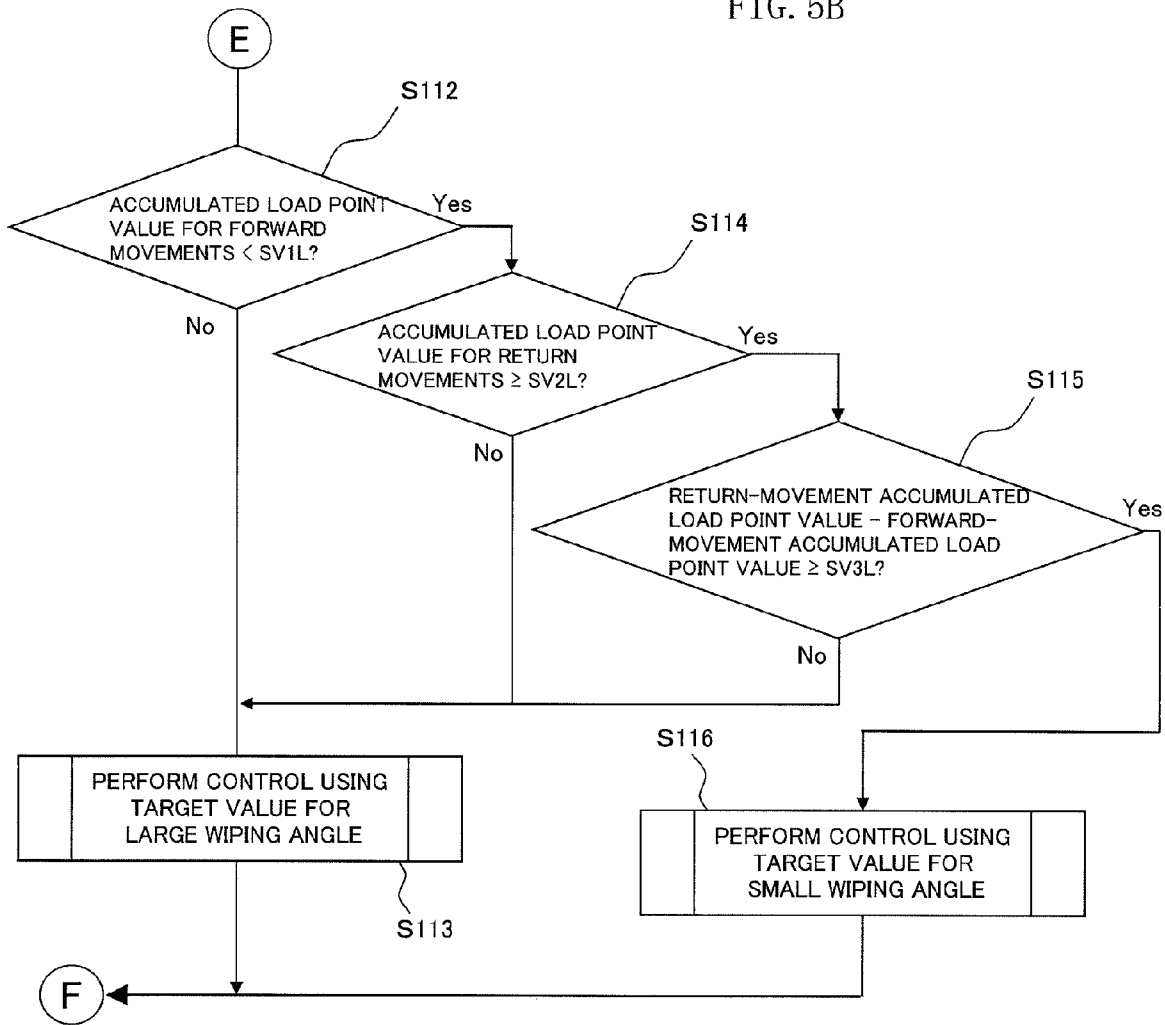 FIG. 5B
E
S112
ACCUMULATED LOAD POINT
VALUE FOR FORWARD
MOVEMENTS < SV1L?
Yes
No
S114
ACCUMULATED LOAD POINT
VALUE FOR RETURN
MOVEMENTS ≥ SV2L?
Yes
No
S115
RETURN-MOVEMENT ACCUMULATED
LOAD POINT VALUE - FORWARD-
MOVEMENT ACCUMULATED LOAD
POINT VALUE ≥ SV3L?
Yes
No
PERFORM CONTROL USING
TARGET VALUE FOR
LARGE WIPING ANGLE
S113
S116
PERFORM CONTROL USING
TARGET VALUE FOR
SMALL WIPING ANGLE
F